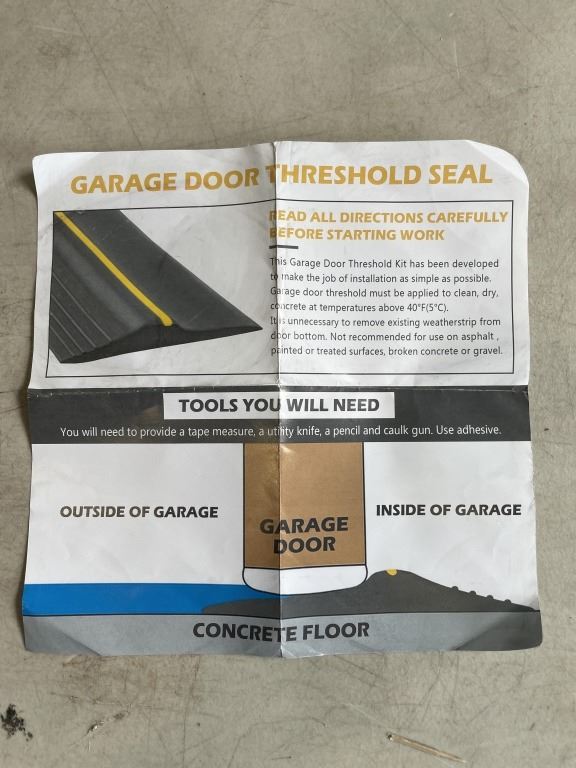 GARAGE DOOR THRESHOLD SEAL
READ ALL DIRECTIONS CAREFULLY
BEFORE STARTING WORK
This Garage Door Threshold Kit has been developed
to make the job of installation as simple as possible.
Garage door threshold must be applied to clean, dry,
concrete at temperatures above 40°F(5°C).
It is unnecessary to remove existing weatherstrip from
door bottom. Not recommended for use on asphalt ,
painted or treated surfaces, broken concrete or gravel.
TOOLS YOU WILL NEED
You will need to provide a tape measure, a utility knife, a pencil and caulk gun. Use adhesive.
OUTSIDE OF GARAGE
GARAGE
DOOR
INSIDE OF GARAGE
CONCRETE FLOOR